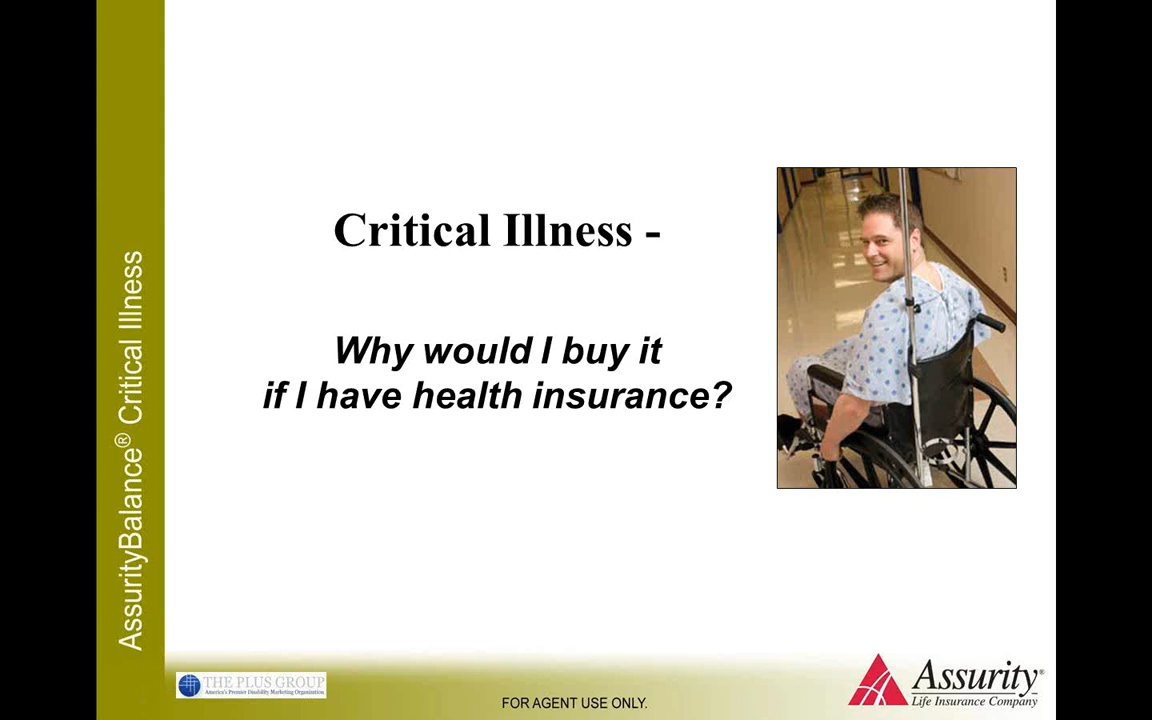 Critical Illness -
Why would I buy it
if I have health insurance?
AssurityBalance® Critical Illness
THE PLUS GROUP
America's Premier Disability Marketing Organization
FOR AGENT USE ONLY.
Assurity®
Life Insurance Company